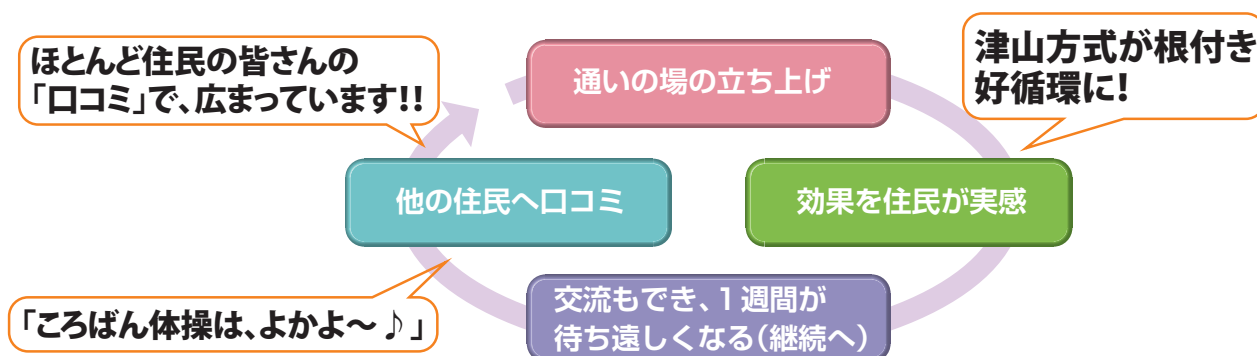 ほとんど住民の皆さんの
「口コミ」で、広まっています!!
通いの場の立ち上げ
津山方式が根付き
好循環に!
他の住民へ口コミ
効果を住民が実感
交流もでき、1週間が
待ち遠しくなる(継続へ)
「ころばん体操は、よかよ～♪」